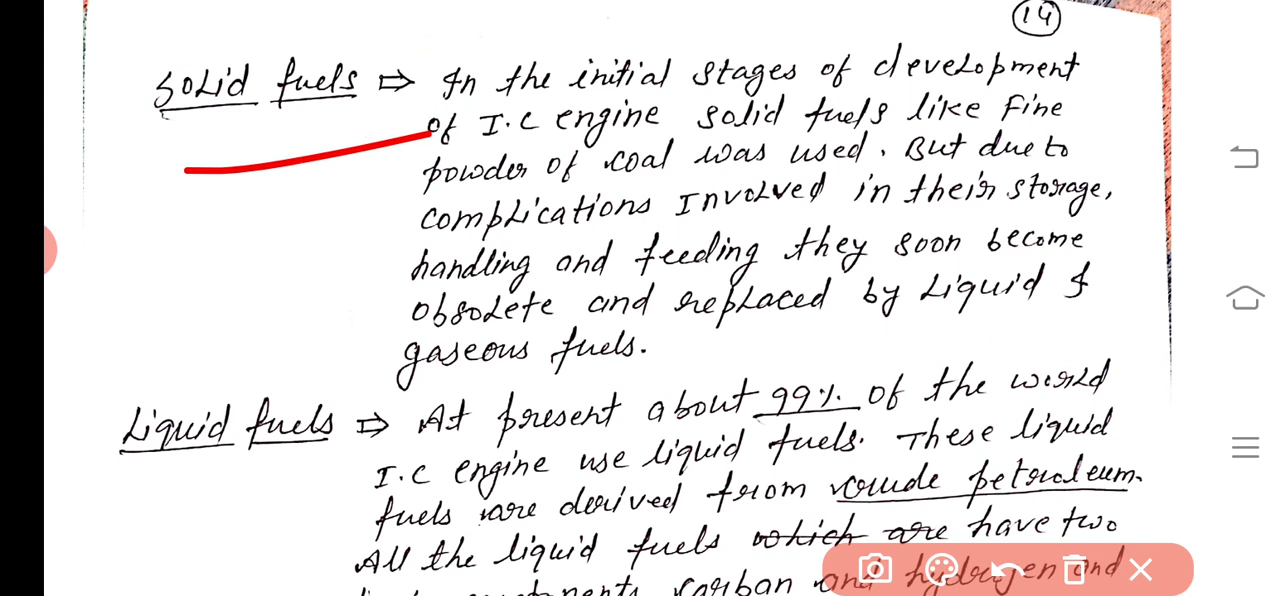 14
Solid fuels ⇒ In the initial stages of development
of I.C engine solid fuels like fine
powder of coal was used. But due to
complications Involved in their storage,
handling and feeding they soon become
obsolete and replaced by Liquid &
gaseous fuels.
Liquid fuels ⇒ At present about 99% of the world
I.C engine use liquid fuels. These liquid
fuels are derived from crude petroleum.
All the liquid fuels which are have two
carban and hydrogen and